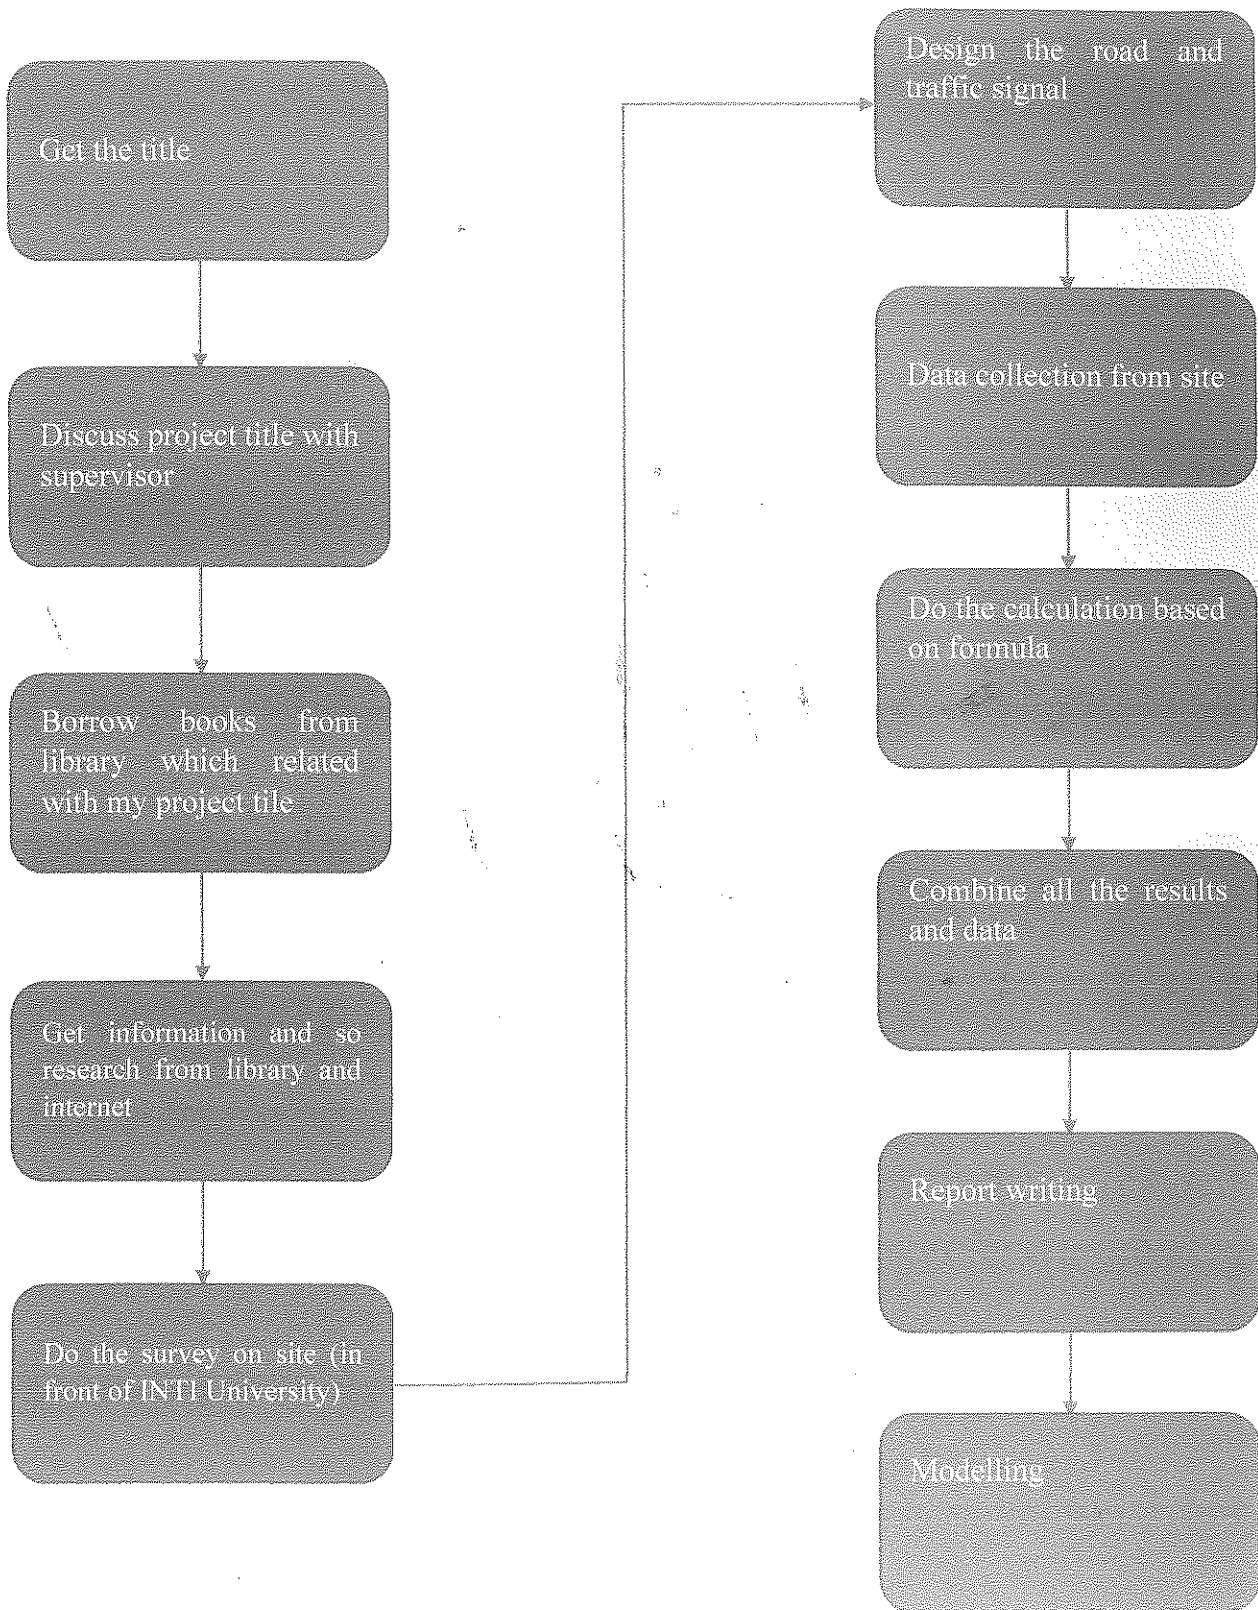 Get the title
Discuss project title with
supervisor
Borrow books from
library which related
with my project tile
Get information and so
research from library and
internet
Do the survey on site (in
front of INTI University)
Design the road and
traffic signal
Data collection from site
Do the calculation based
on formula
Combine all the results
and data
Report writing
Modelling